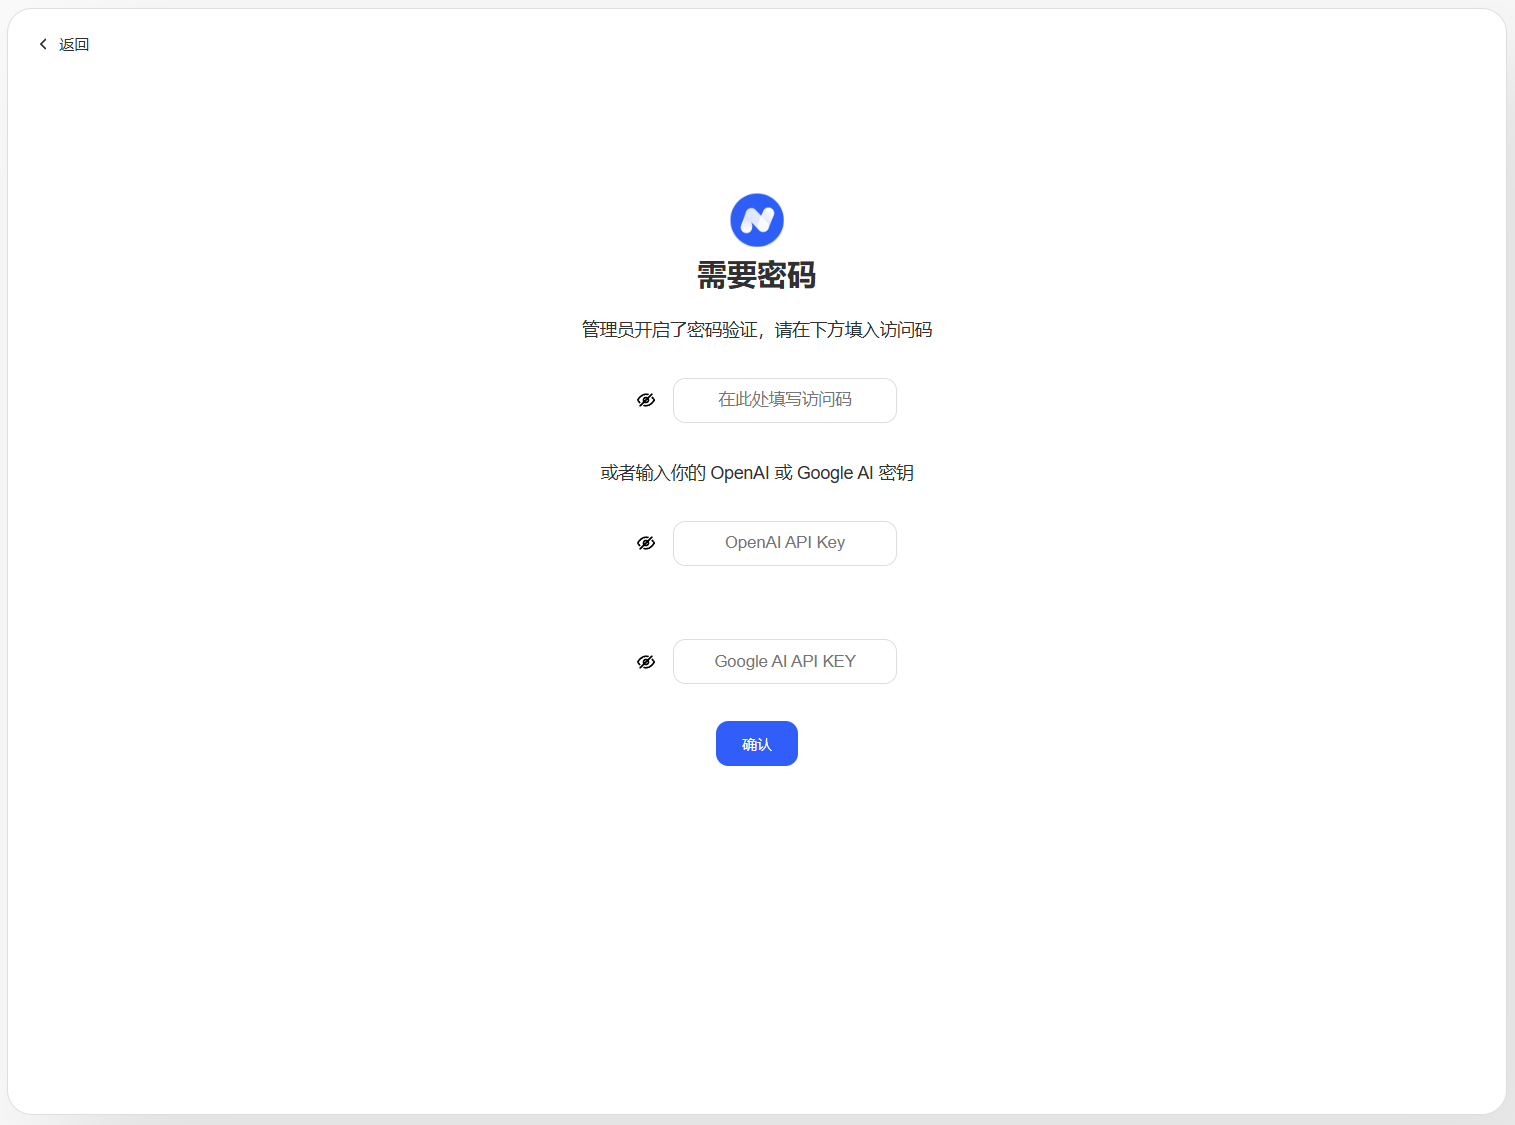 返回
需要密码
管理员开启了密码验证，请在下方填入访问码
在此处填写访问码
或者输入你的 OpenAI 或 Google AI 密钥
OpenAI API Key
Google AI API KEY
确认